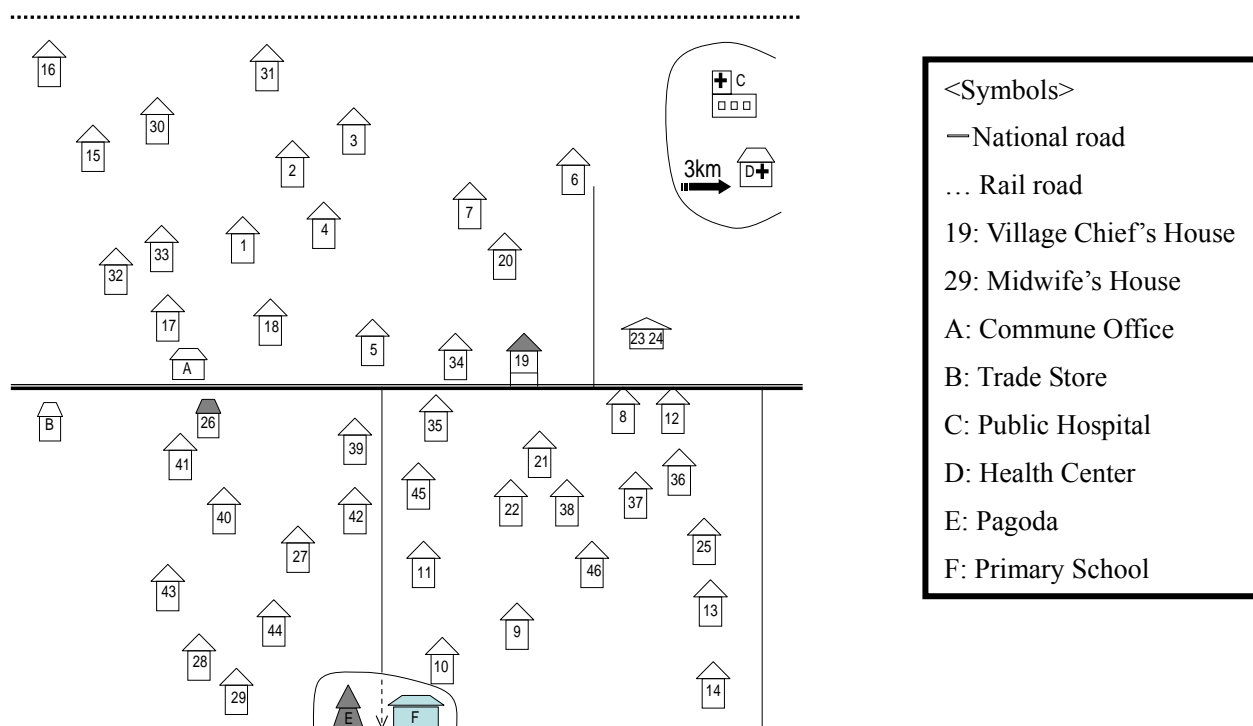 16
31
30
3
15
2
C
3km
D
6
7
4
1
33
20
32
17
18
5
34
19
23 24
A
B
26
35
8
12
39
41
21
36
45
22
38
37
40
42
25
27
11
46
43
13
44
9
28
10
29
14
E
F
<Symbols>
═National road
… Rail road
19: Village Chief’s House
29: Midwife’s House
A: Commune Office
B: Trade Store
C: Public Hospital
D: Health Center
E: Pagoda
F: Primary School